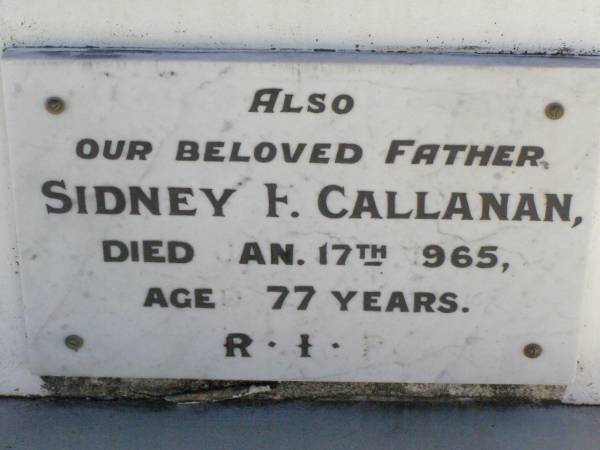 ALSO
OUR BELOVED FATHER,
SIDNEY CALLANAN,
DIED AN. 17TH 965,
AGE 77 YEARS.
R · I ·